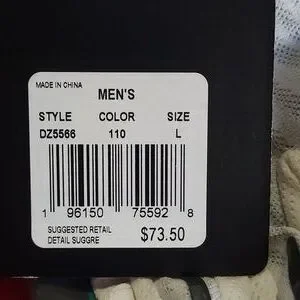 MADE IN CHINA
MEN'S
STYLE COLOR SIZE
DZ5566 110 L
1 96150 75592 8
SUGGESTED RETAIL
DETAIL SUGGRE
$73.50